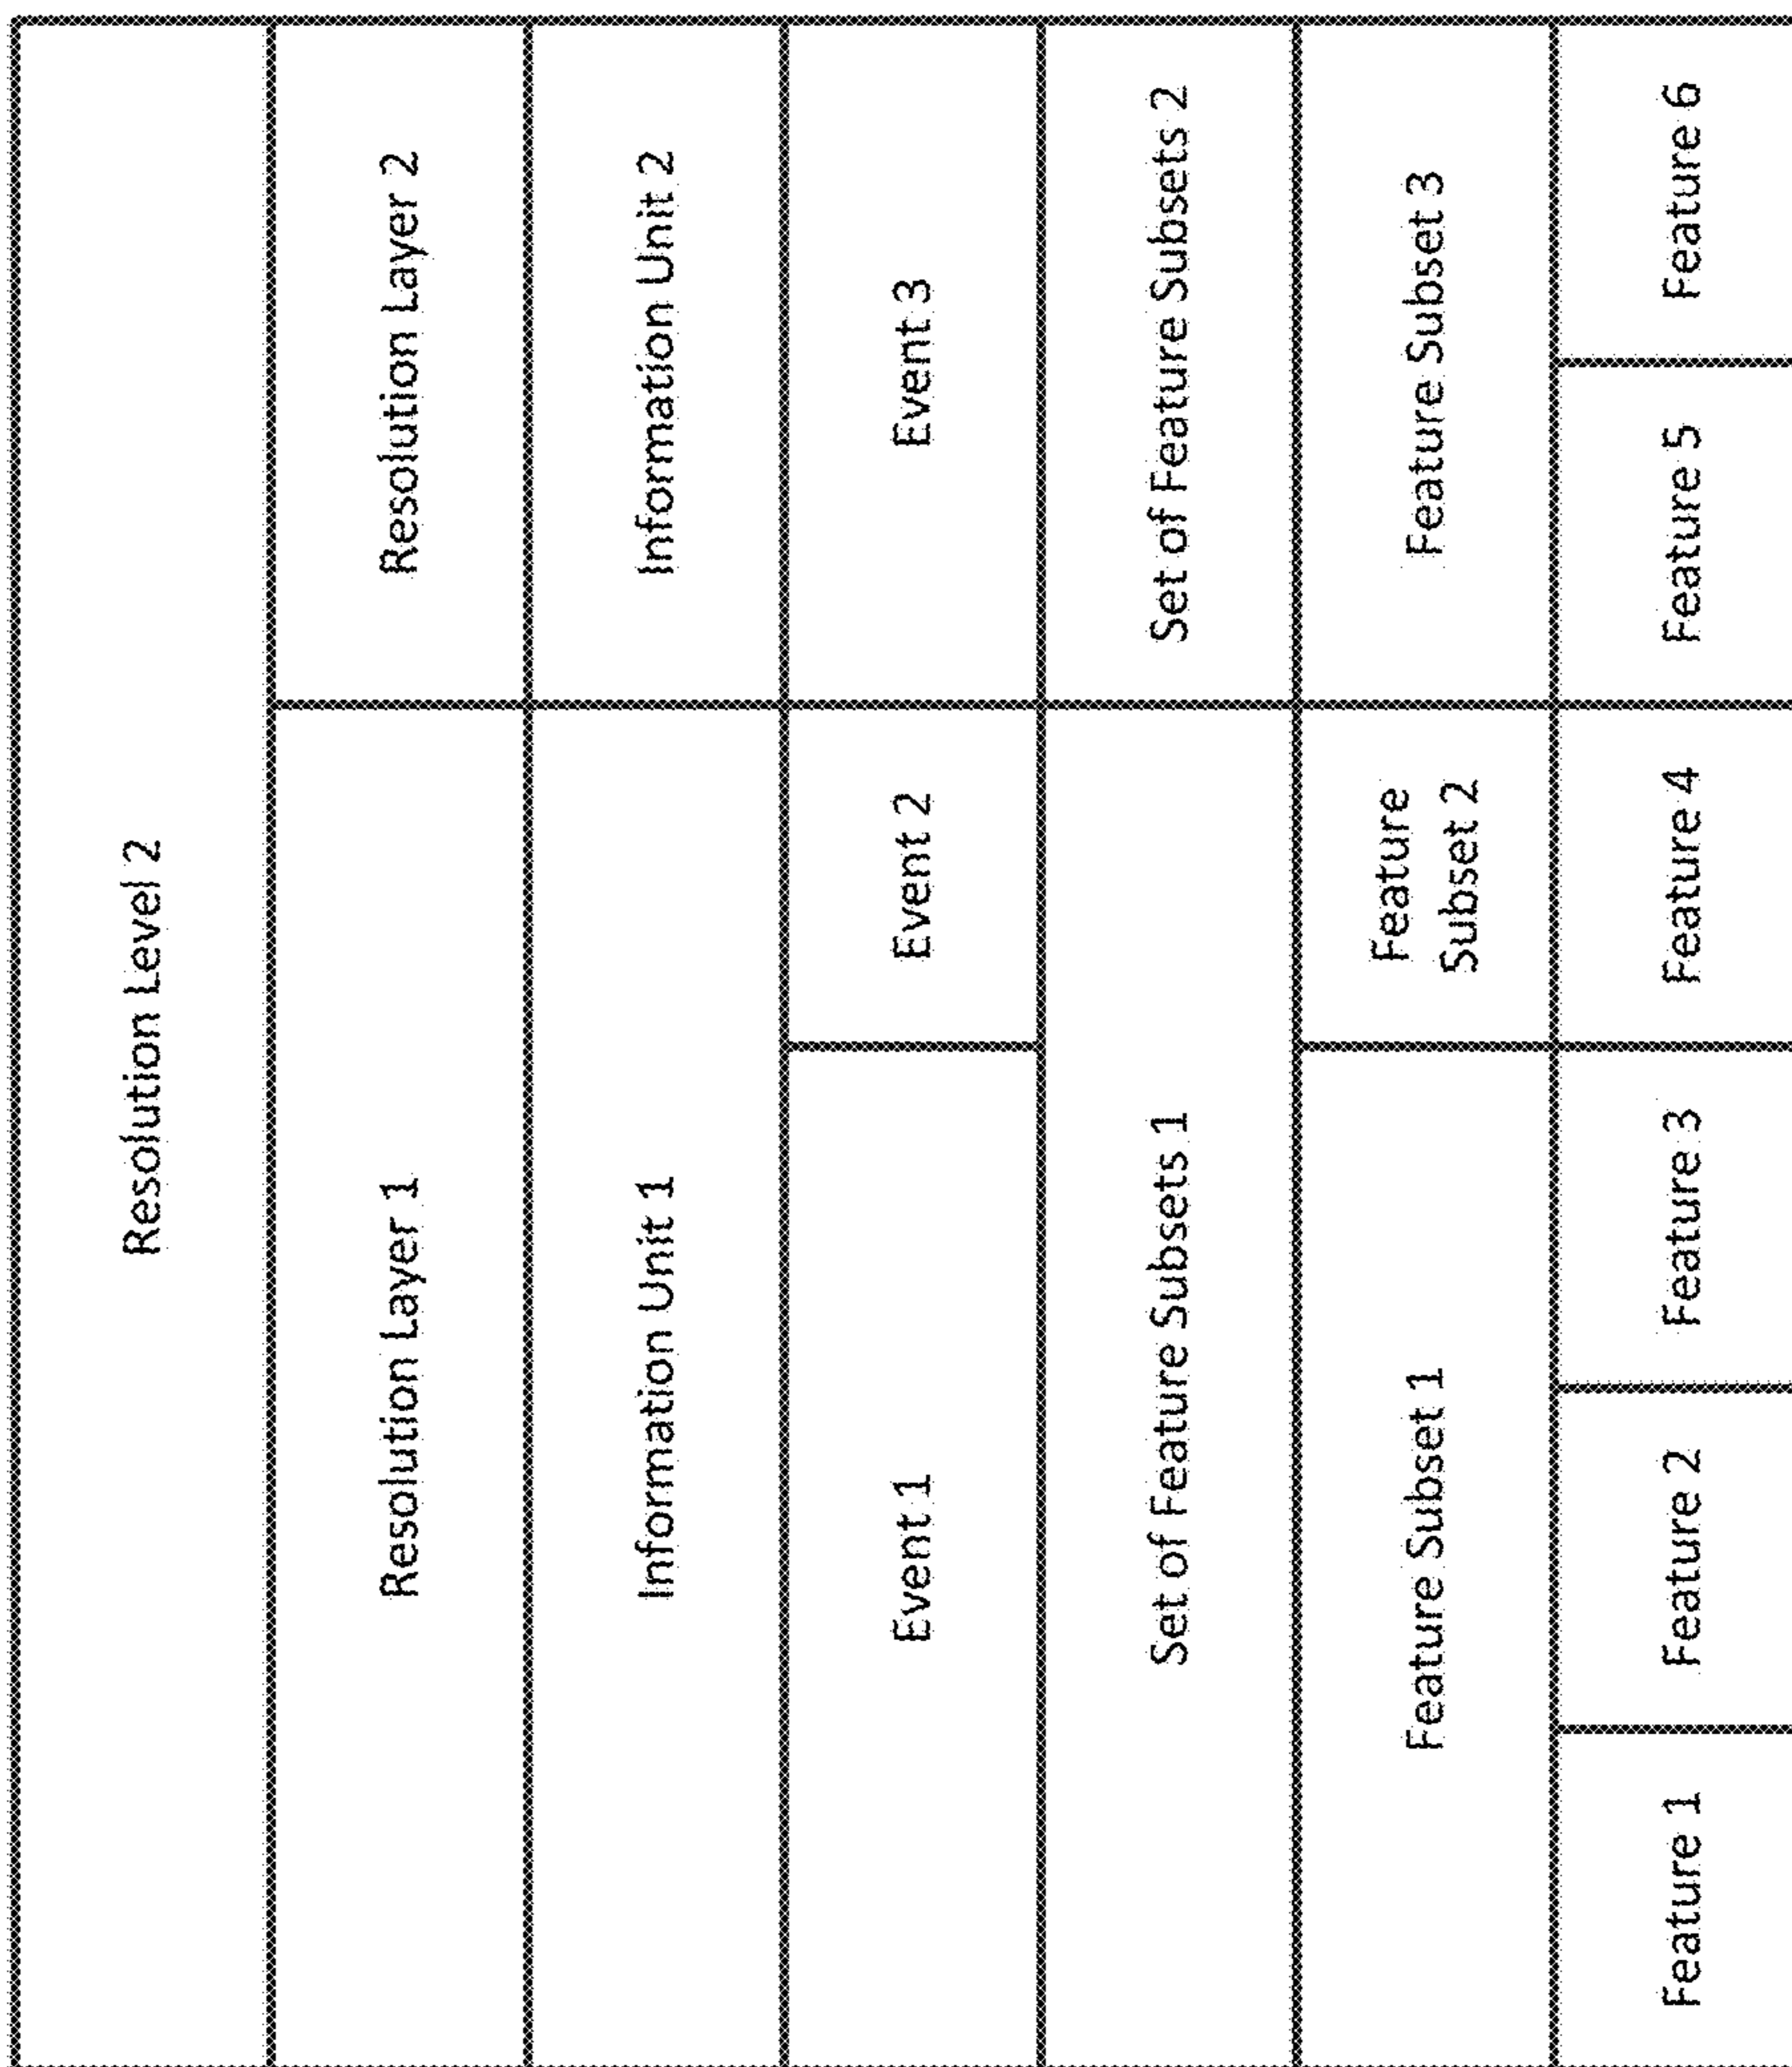 Resolution Level 2
Resolution Layer 1
Resolution Layer 2
Information Unit 1
Information Unit 2
Event 1
Event 2
Event 3
Set of Feature Subsets 1
Set of Feature Subsets 2
Feature Subset 1
Feature
Subset 2
Feature Subset 3
Feature 1
Feature 2
Feature 3
Feature 4
Feature 5
Feature 6